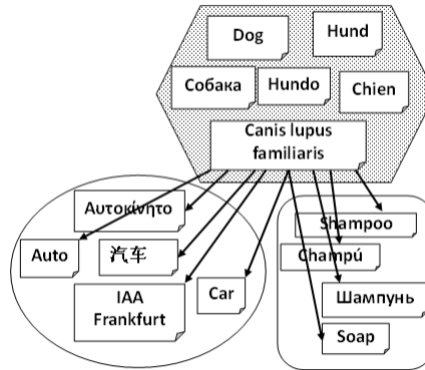 Dog
Hund
Собака
Hundo
Chien
Canis lupus
familiaris
Αυτοκίνητο
Auto
汽车
IAA
Frankfurt
Car
Shampoo
Champú
Шампунь
Soap